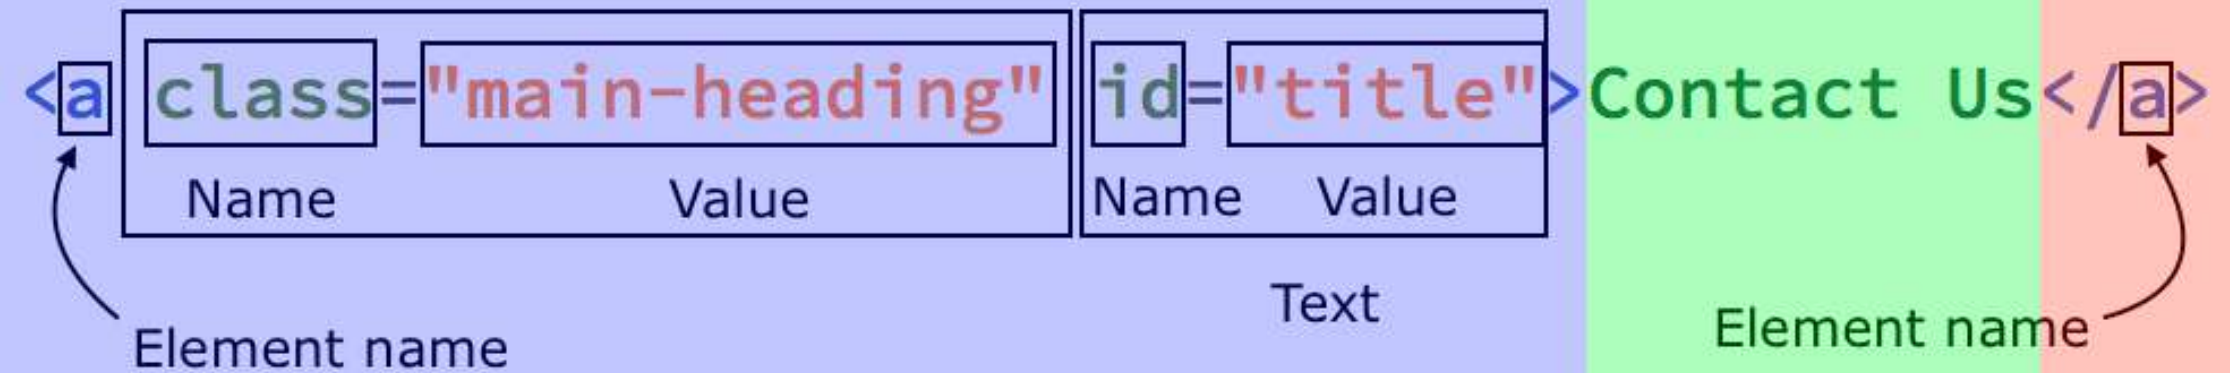 <a class="main-heading" id="title">Contact Us</a>
Name Value Name Value
Text
Element name Element name